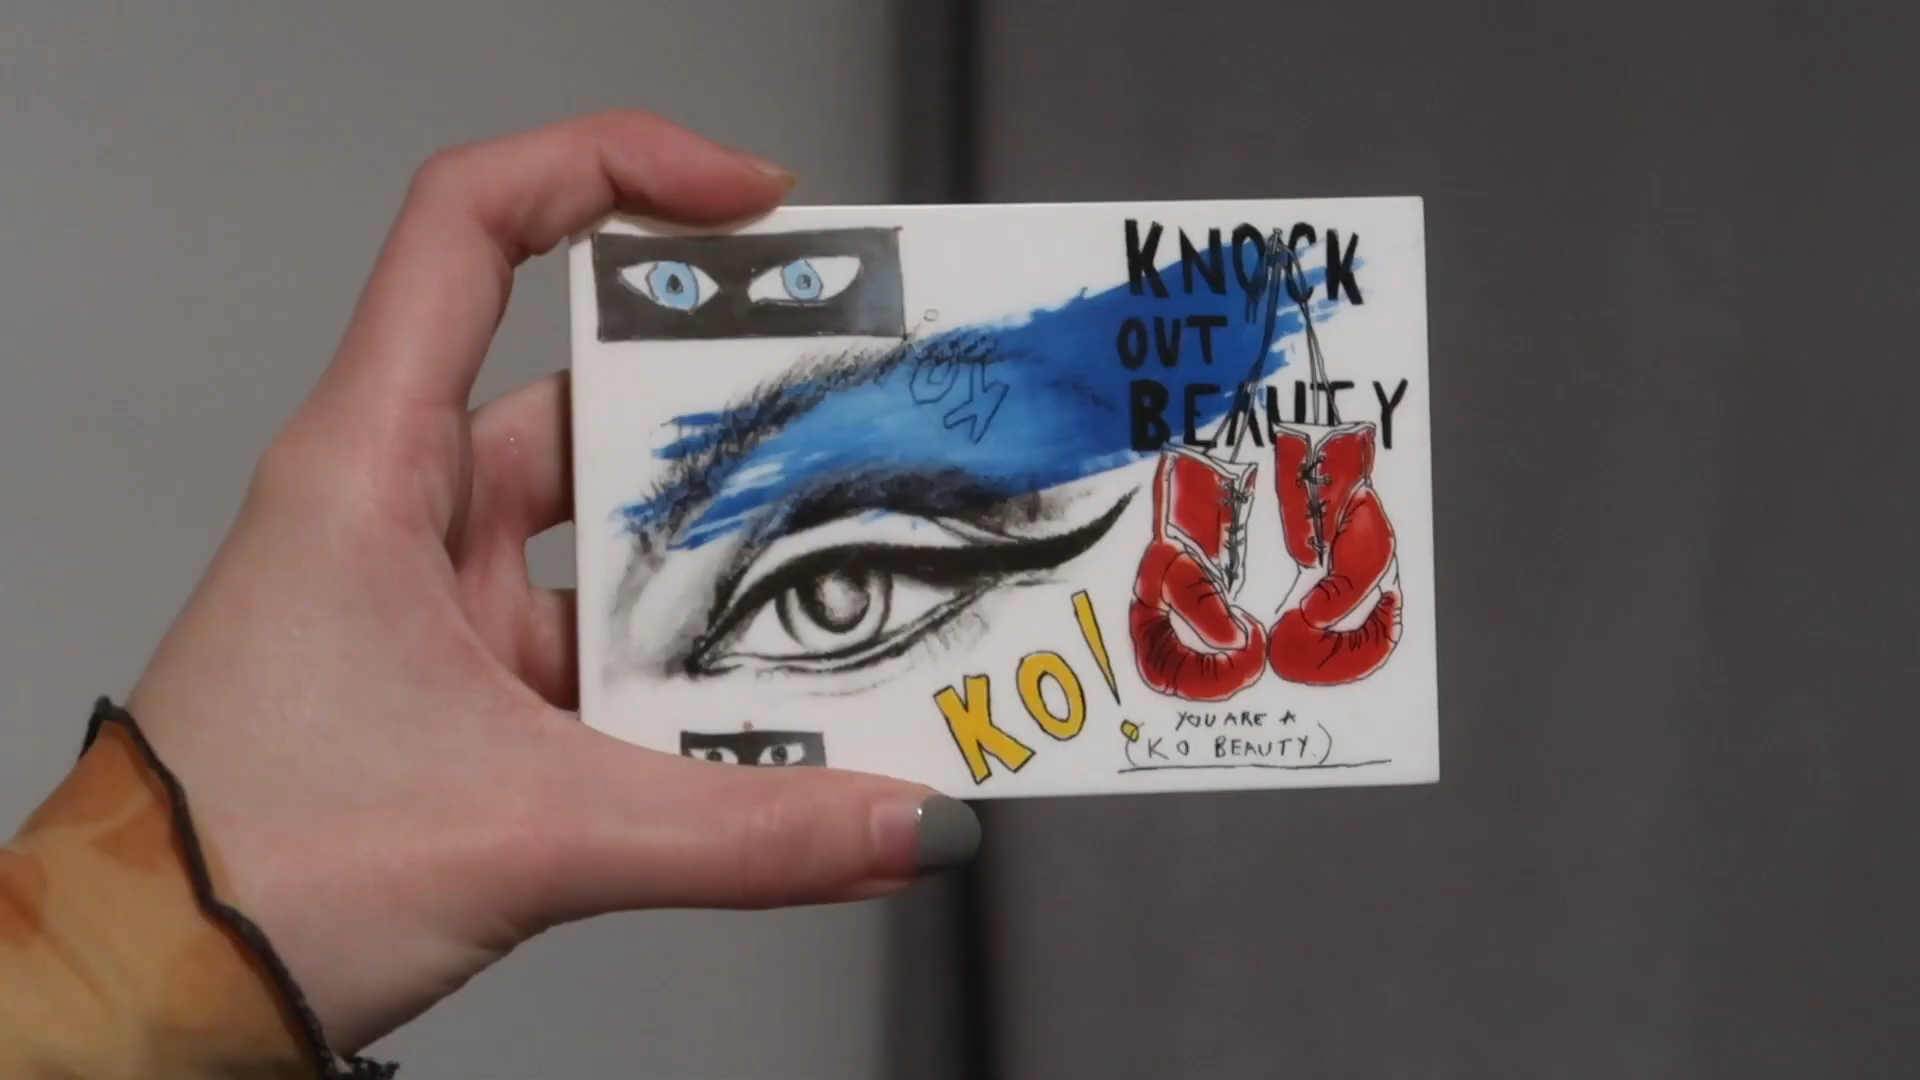 KNOCK
OUT
BEAUTY
KO!
YOU ARE A
(KO BEAUTY.)